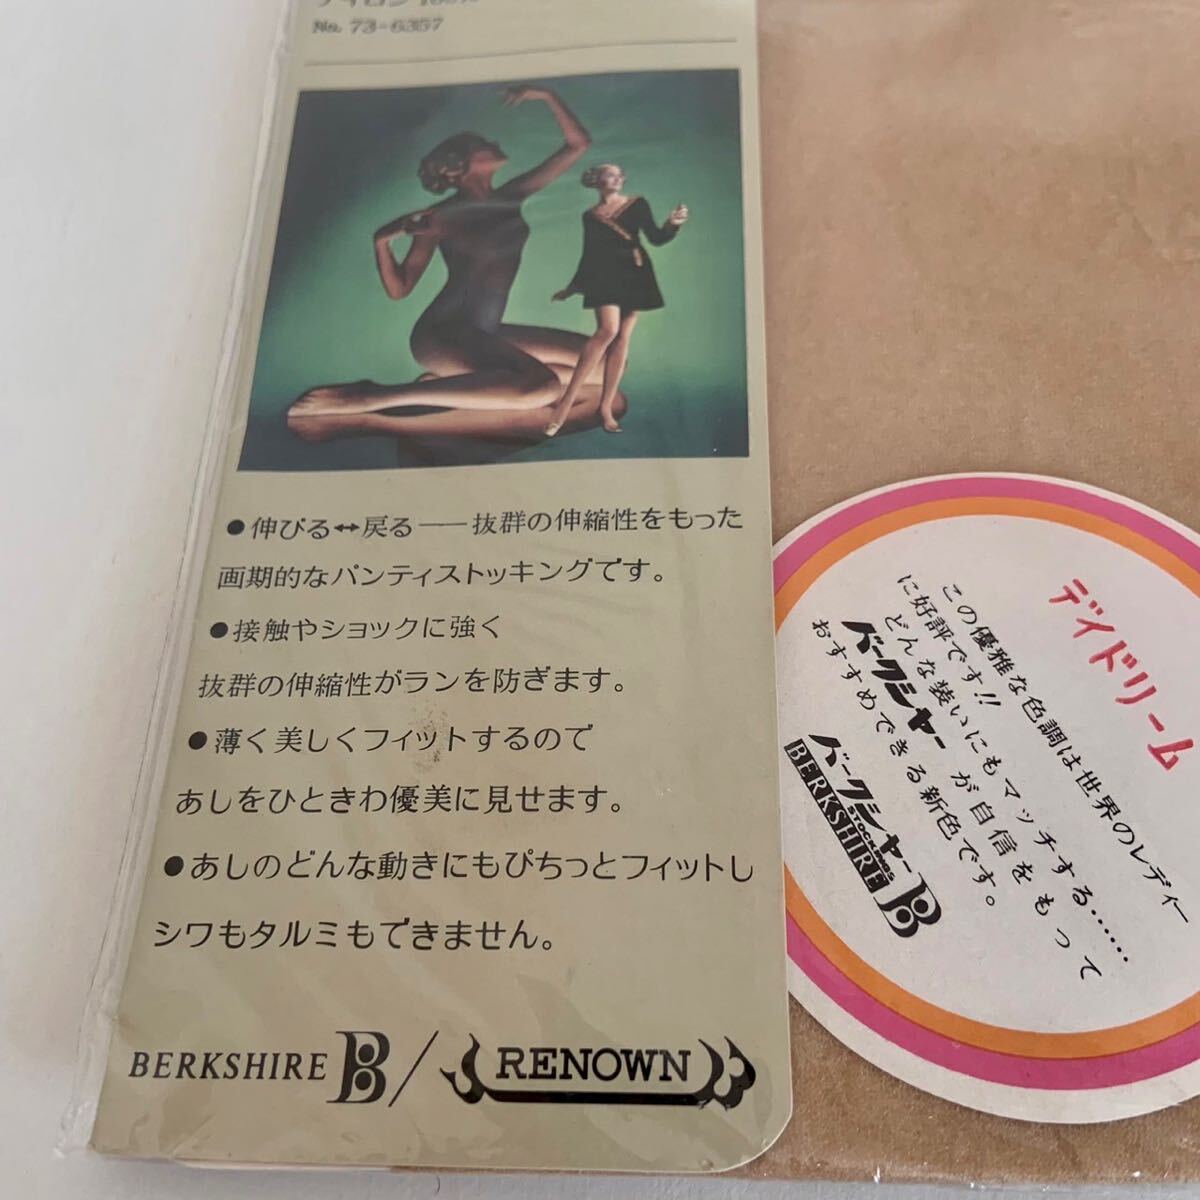 ナイロン100%
No. 73-6357
●伸びる↔戻る——抜群の伸縮性をもった
画期的なパンティストッキングです。
●接触やショックに強く
抜群の伸縮性がランを防ぎます。
●薄く美しくフィットするので
あしをひときわ優美に見せます。
●あしのどんな動きにもぴちっとフィットし
シワもタルミもできません。
BERKSHIRE B / RENOWN
デイドリーム
この優雅な色調は世界のレディー
に好評です!!
どんな装いにもマッチする……
バークシャーが自信をもって
おすすめできる新色です。
バークシャー
STOCKINGS
BERKSHIRE B